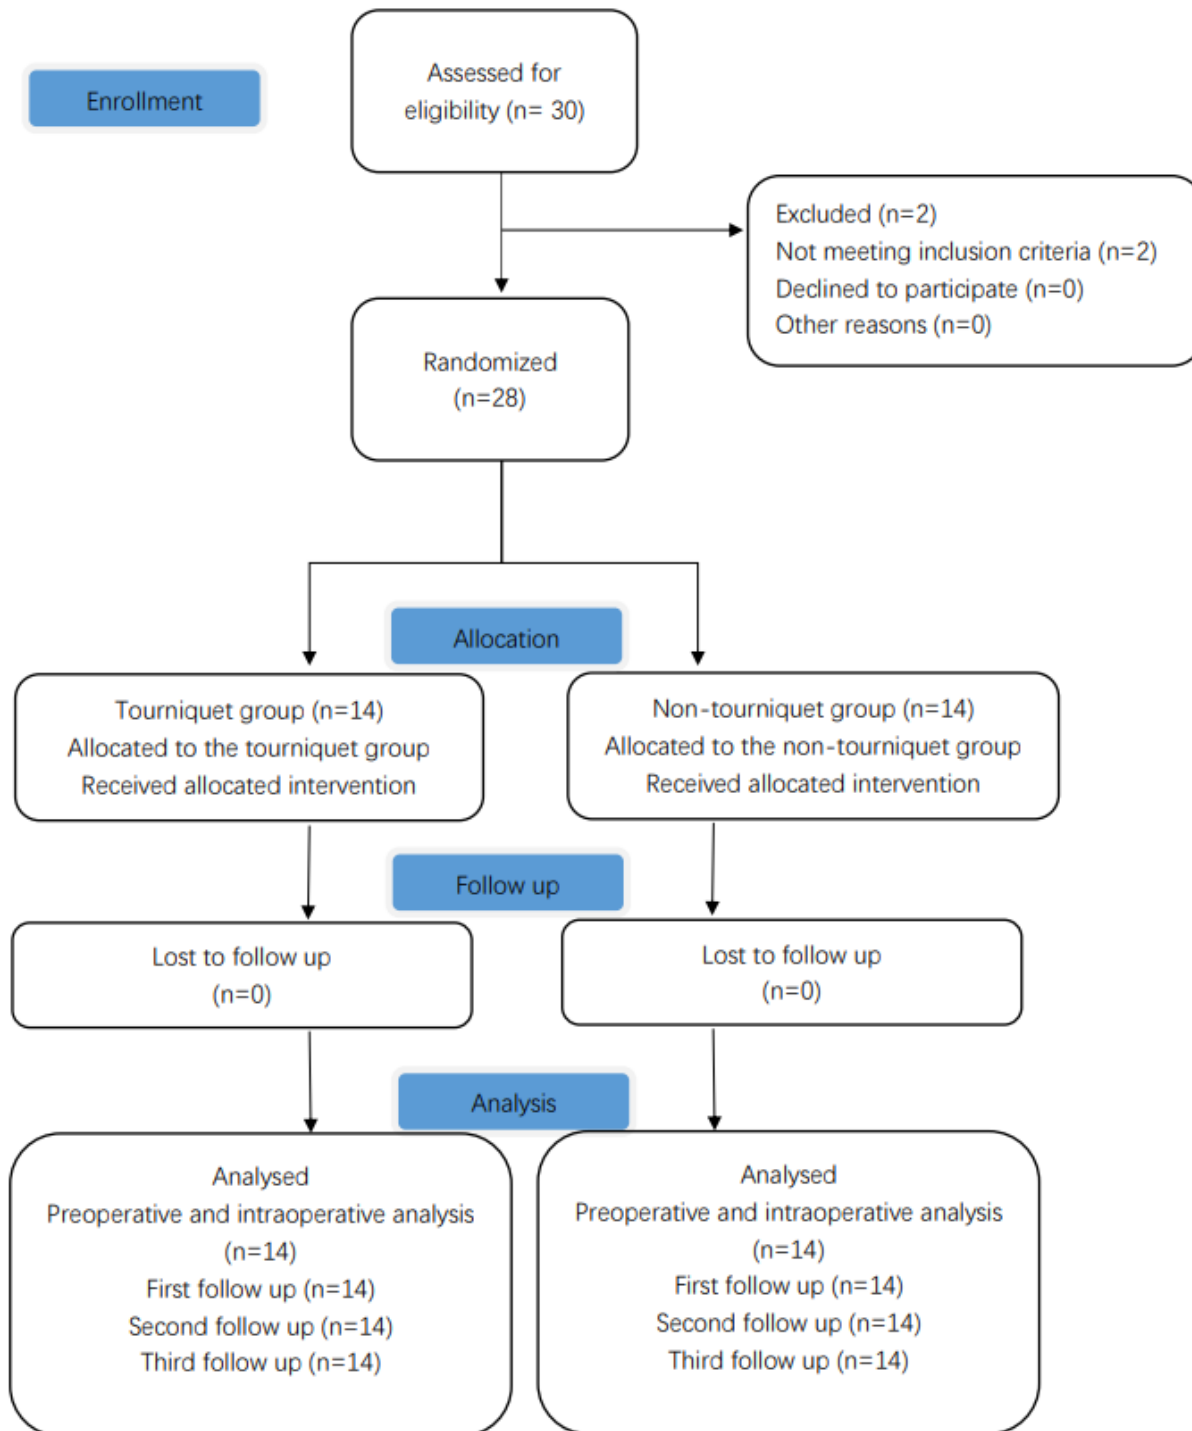 Enrollment
Assessed for
eligibility (n= 30)
Excluded (n=2)
Not meeting inclusion criteria (n=2)
Declined to participate (n=0)
Other reasons (n=0)
Randomized
(n=28)
Allocation
Tourniquet group (n=14)
Allocated to the tourniquet group
Received allocated intervention
Non-tourniquet group (n=14)
Allocated to the non-tourniquet group
Received allocated intervention
Follow up
Lost to follow up
(n=0)
Lost to follow up
(n=0)
Analysis
Analysed
Preoperative and intraoperative analysis
(n=14)
First follow up (n=14)
Second follow up (n=14)
Third follow up (n=14)
Analysed
Preoperative and intraoperative analysis
(n=14)
First follow up (n=14)
Second follow up (n=14)
Third follow up (n=14)